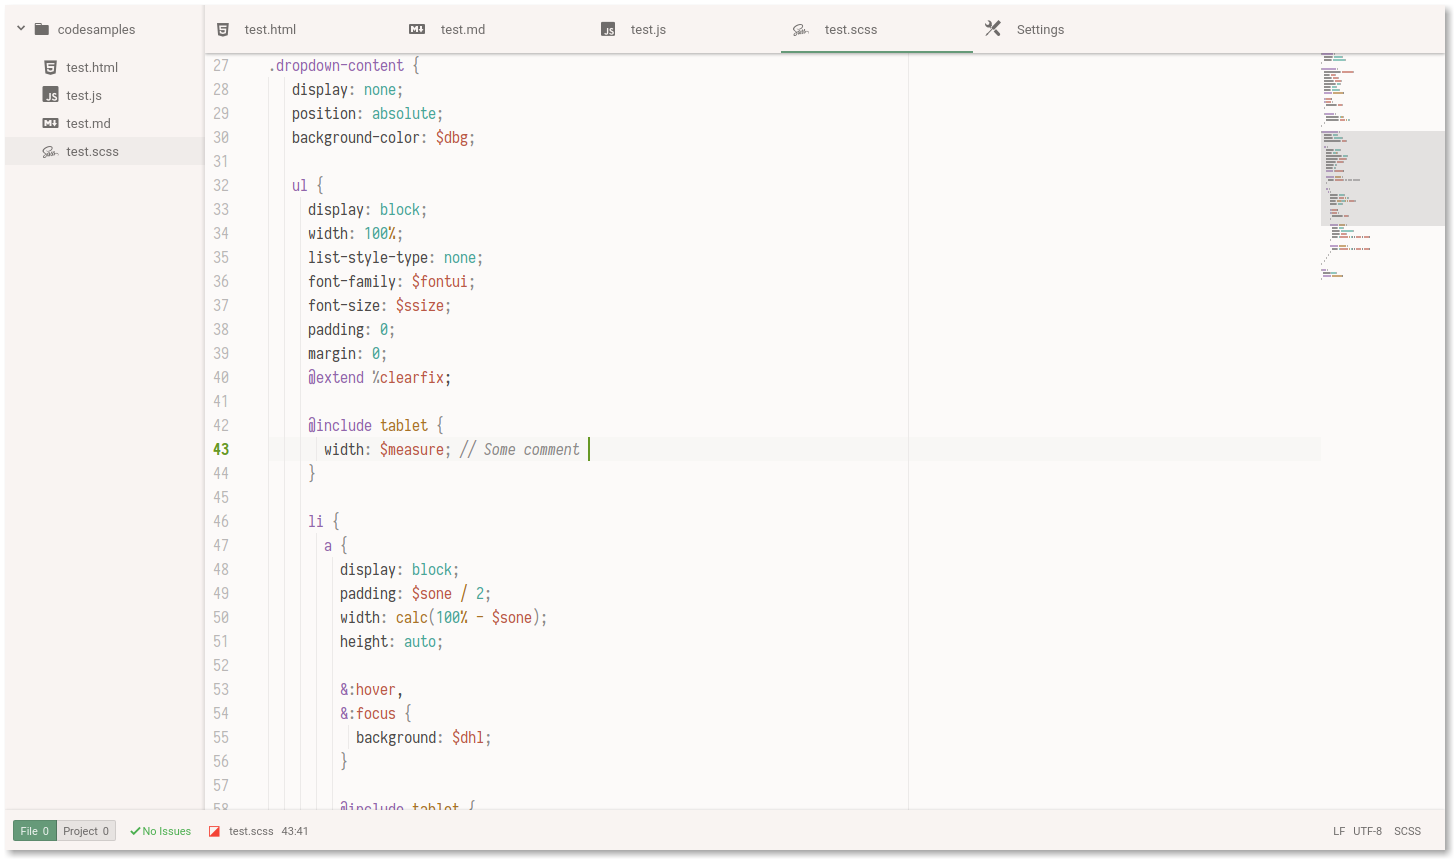 codesamples
test.html
test.js
test.md
test.scss
test.html test.md test.js test.scss Settings
27 .dropdown-content {
28 display: none;
29 position: absolute;
30 background-color: $dbg;
31
32 ul {
33 display: block;
34 width: 100%;
35 list-style-type: none;
36 font-family: $fontui;
37 font-size: $ssize;
38 padding: 0;
39 margin: 0;
40 @extend %clearfix;
41
42 @include tablet {
43 width: $measure; // Some comment
44 }
45
46 li {
47 a {
48 display: block;
49 padding: $sone / 2;
50 width: calc(100% - $sone);
51 height: auto;
52
53 &:hover,
54 &:focus {
55 background: $dhl;
56 }
57
58 @include tablet {
File 0 Project 0 No Issues test.scss 43:41 LF UTF-8 SCSS